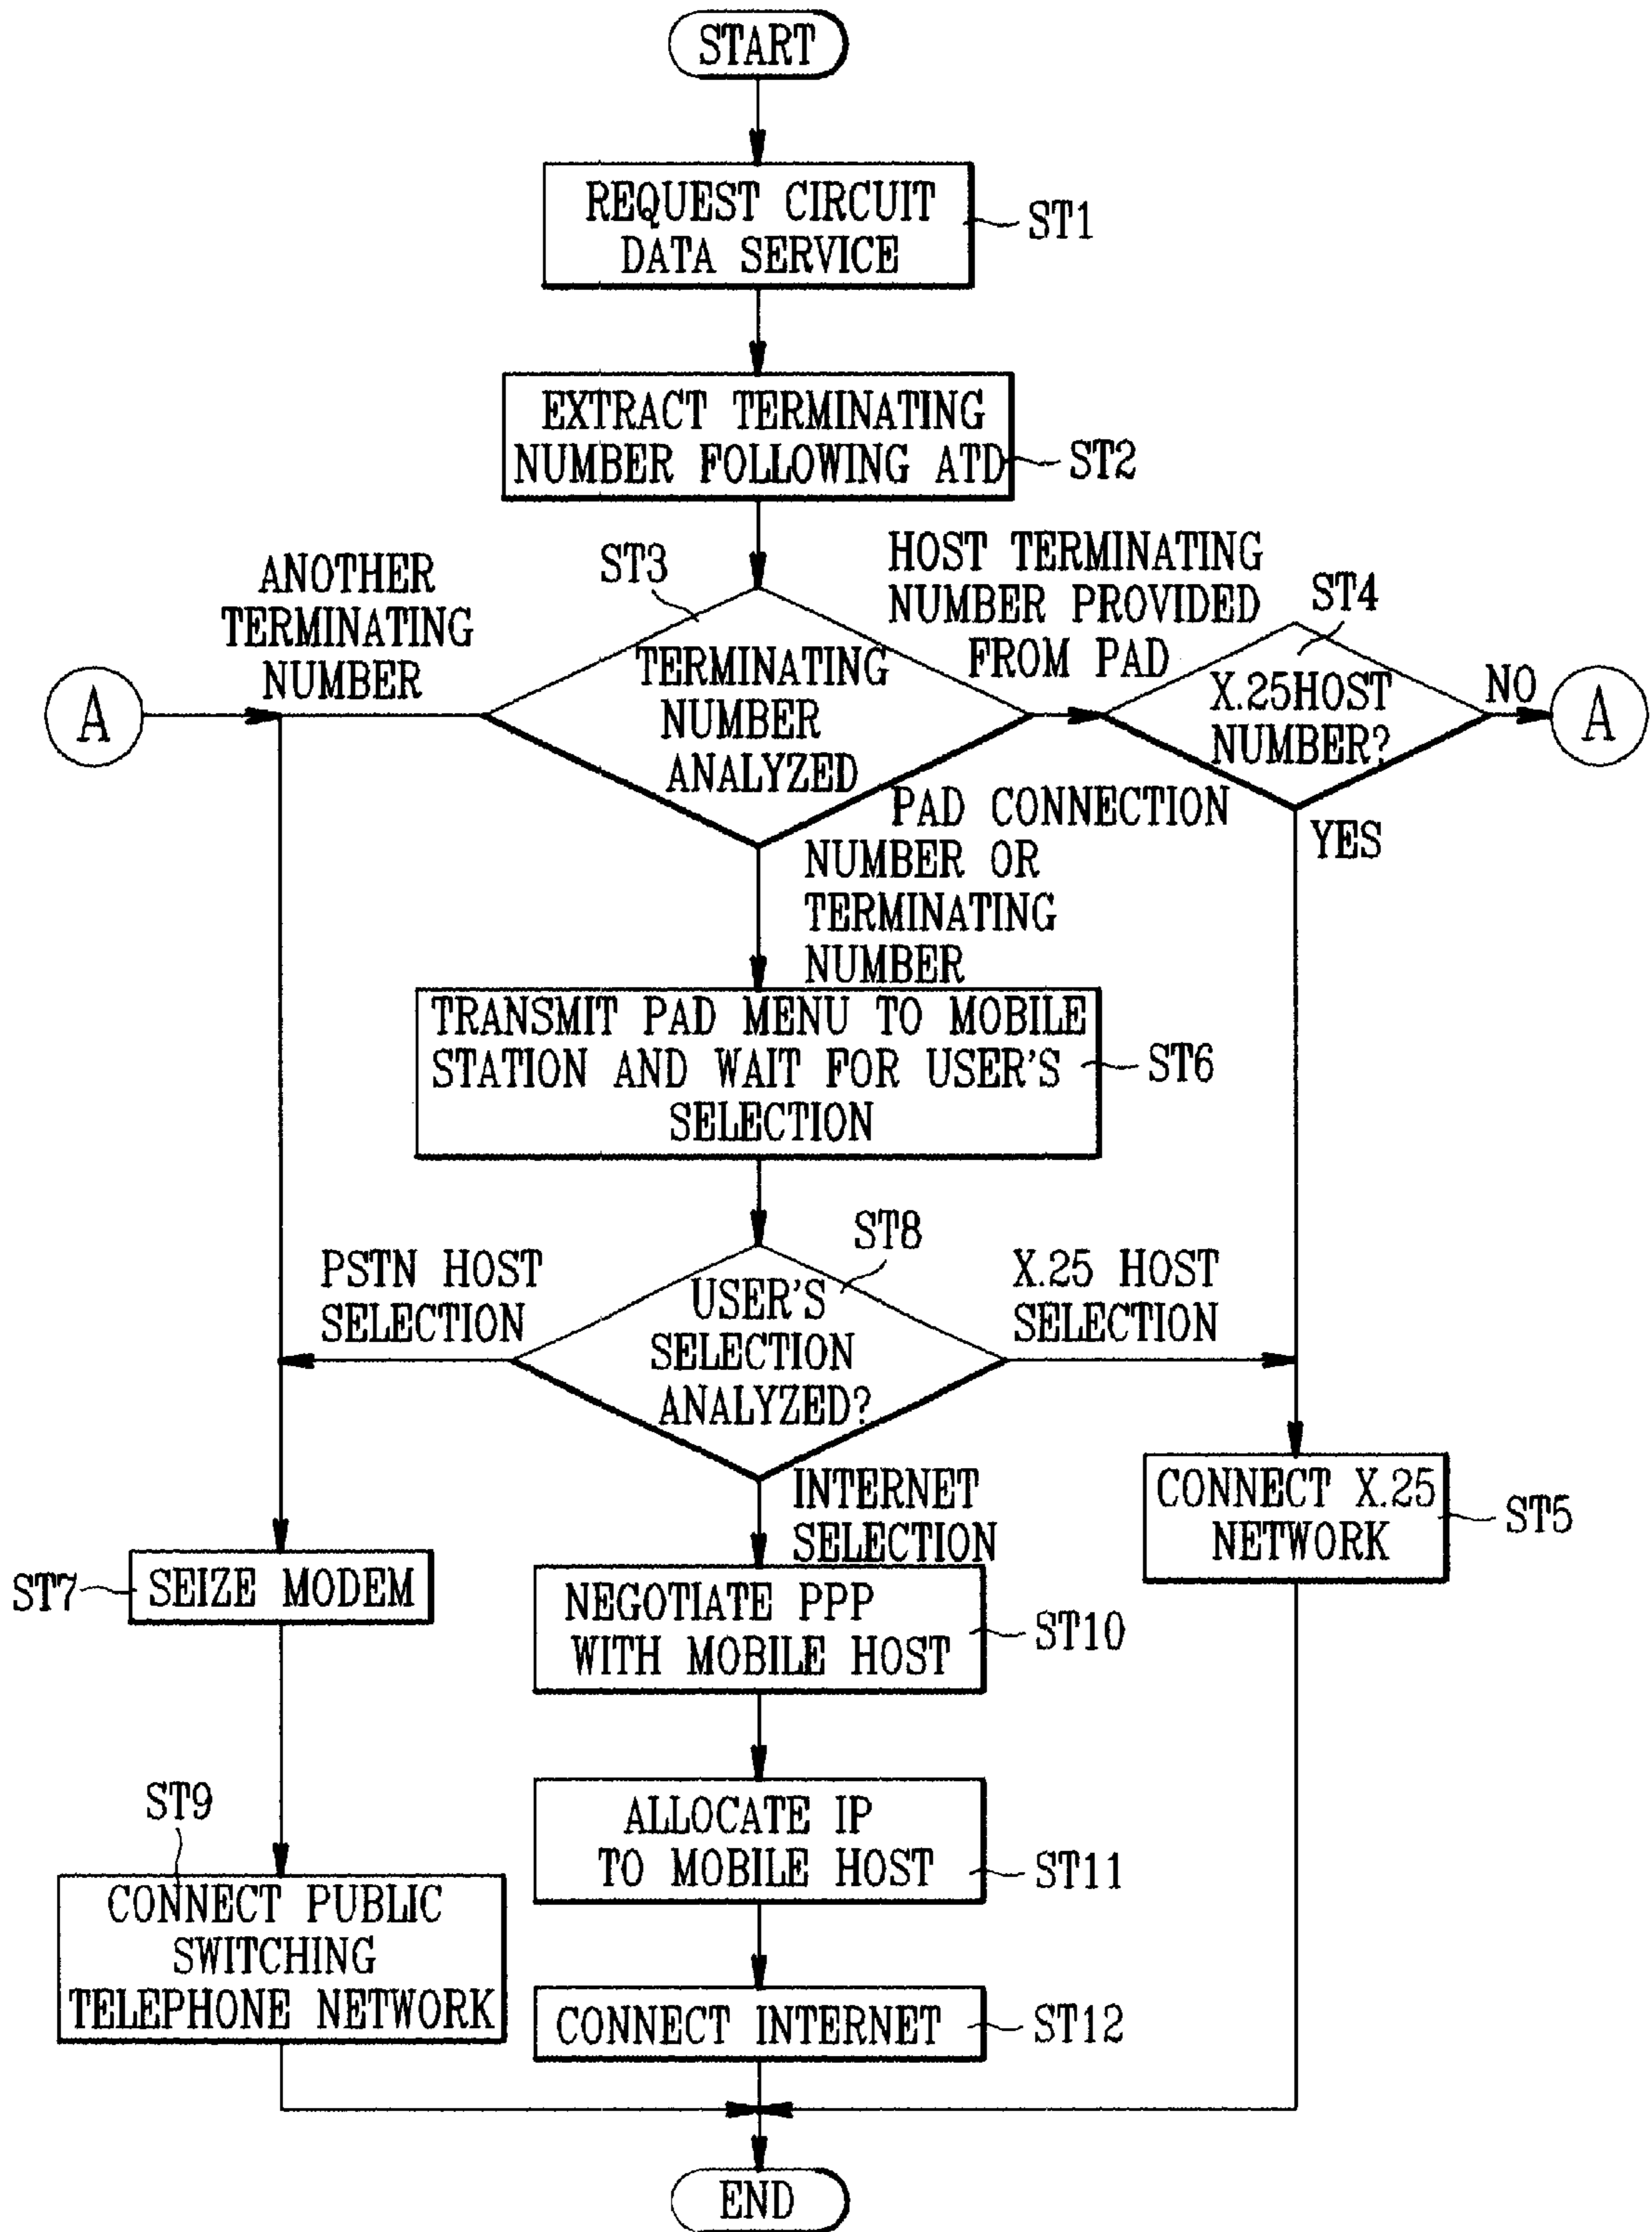 START
REQUEST CIRCUIT
DATA SERVICE
ST1
EXTRACT TERMINATING
NUMBER FOLLOWING ATD
ST2
ST3
TERMINATING
NUMBER
ANALYZED
ANOTHER
TERMINATING
NUMBER
A
HOST TERMINATING
NUMBER PROVIDED
FROM PAD
ST4
X.25HOST
NUMBER?
NO
A
YES
PAD CONNECTION
NUMBER OR
TERMINATING
NUMBER
TRANSMIT PAD MENU TO MOBILE
STATION AND WAIT FOR USER'S
SELECTION
ST6
ST8
USER'S
SELECTION
ANALYZED?
PSTN HOST
SELECTION
X.25 HOST
SELECTION
INTERNET
SELECTION
CONNECT X.25
NETWORK
ST5
ST7
SEIZE MODEM
NEGOTIATE PPP
WITH MOBILE HOST
ST10
ST9
CONNECT PUBLIC
SWITCHING
TELEPHONE NETWORK
ALLOCATE IP
TO MOBILE HOST
ST11
CONNECT INTERNET
ST12
END